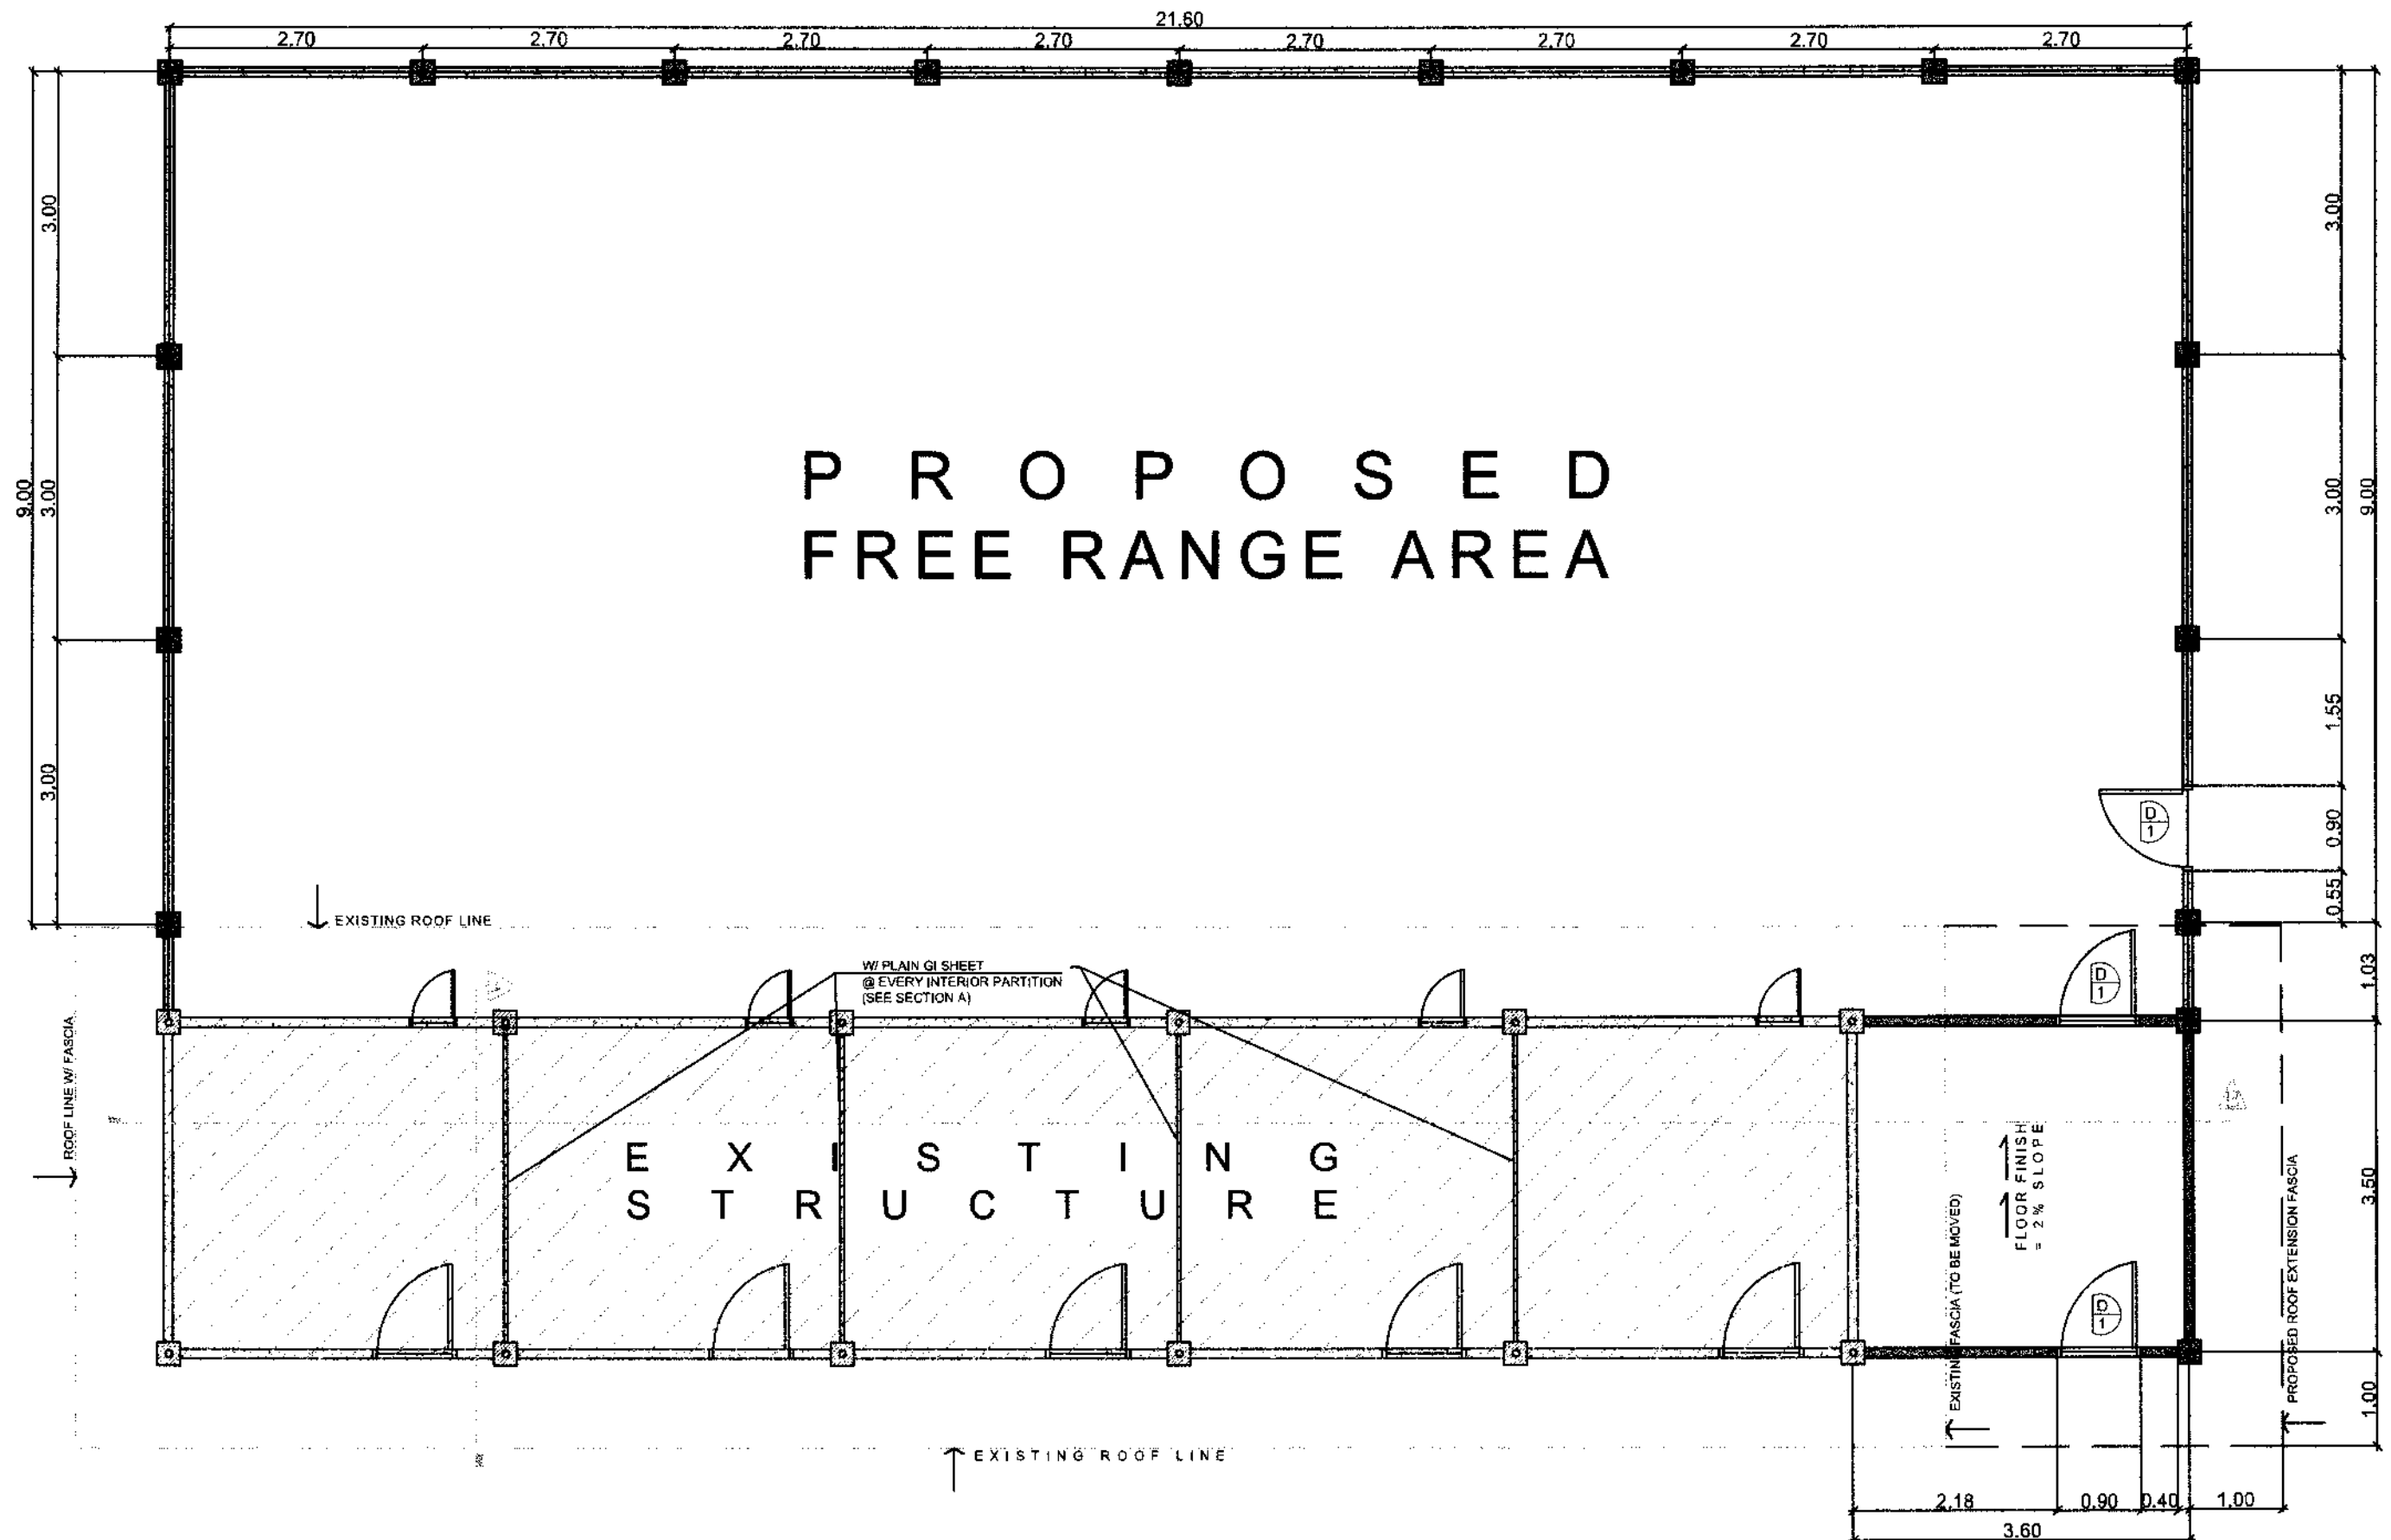 21.60
2.70 2.70 2.70 2.70 2.70 2.70 2.70 2.70
3.00
3.00
9.00
3.00
3.00
3.00
9.00
1.55
0.90
0.55
1.03
3.50
1.00
P R O P O S E D
FREE RANGE AREA
D
1
EXISTING ROOF LINE
W/ PLAIN GI SHEET
@ EVERY INTERIOR PARTITION
(SEE SECTION A)
D
1
ROOF LINE W/ FASCIA
E X I S T I N G
S T R U C T U R E
FLOOR FINISH
= 2% SLOPE
EXISTING FASCIA (TO BE MOVED)
PROPOSED ROOF EXTENSION FASCIA
D
1
EXISTING ROOF LINE
2.18 0.90 0.40 1.00
3.60